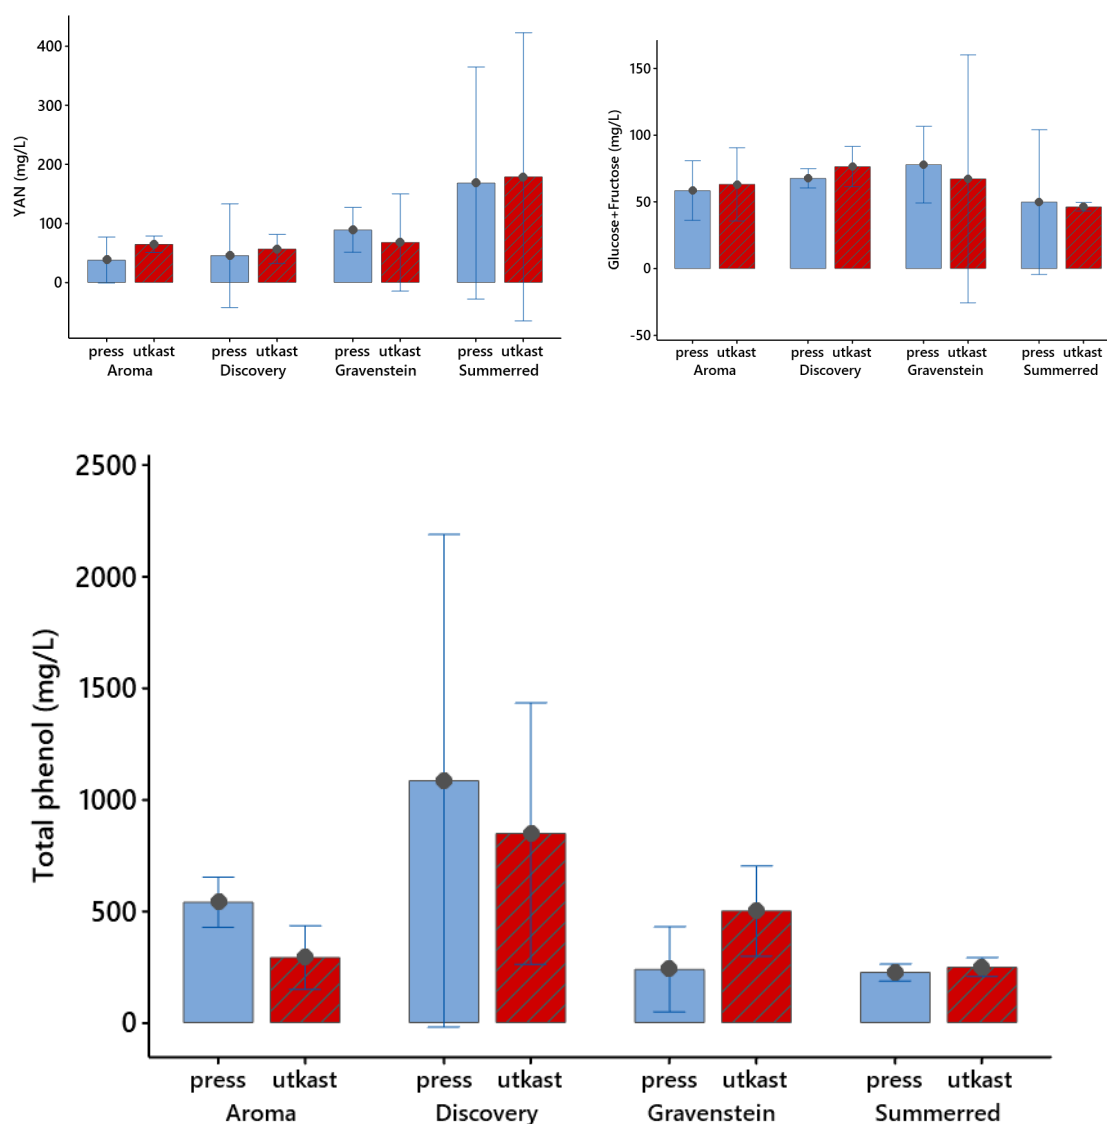 YAN (mg/L)
400
300
200
100
0
press utkast press utkast press utkast press utkast
Aroma Discovery Gravenstein Summerred
Glucose+Fructose (mg/L)
150
100
50
0
-50
press utkast press utkast press utkast press utkast
Aroma Discovery Gravenstein Summerred
Total phenol (mg/L)
2500
2000
1500
1000
500
0
press utkast press utkast press utkast press utkast
Aroma Discovery Gravenstein Summerred